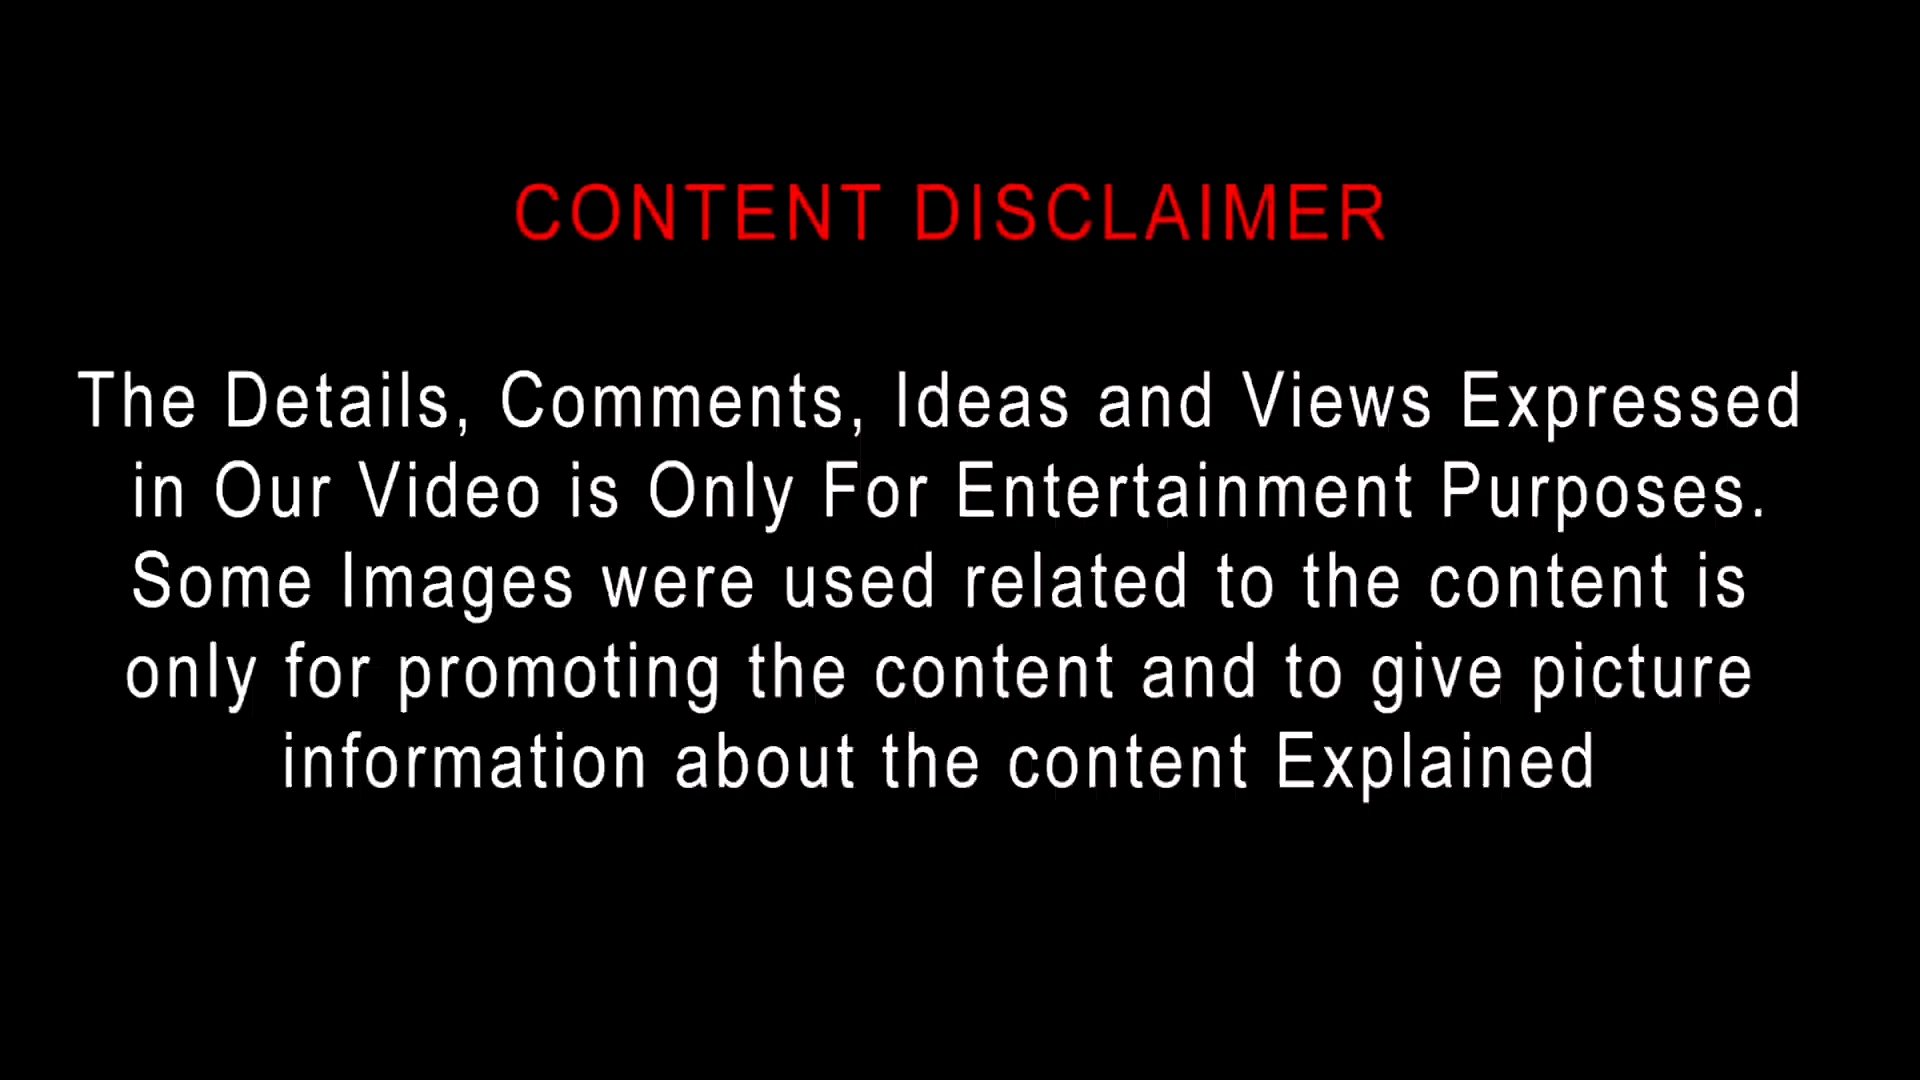 CONTENT DISCLAIMER
The Details, Comments, Ideas and Views Expressed
in Our Video is Only For Entertainment Purposes.
Some Images were used related to the content is
only for promoting the content and to give picture
information about the content Explained